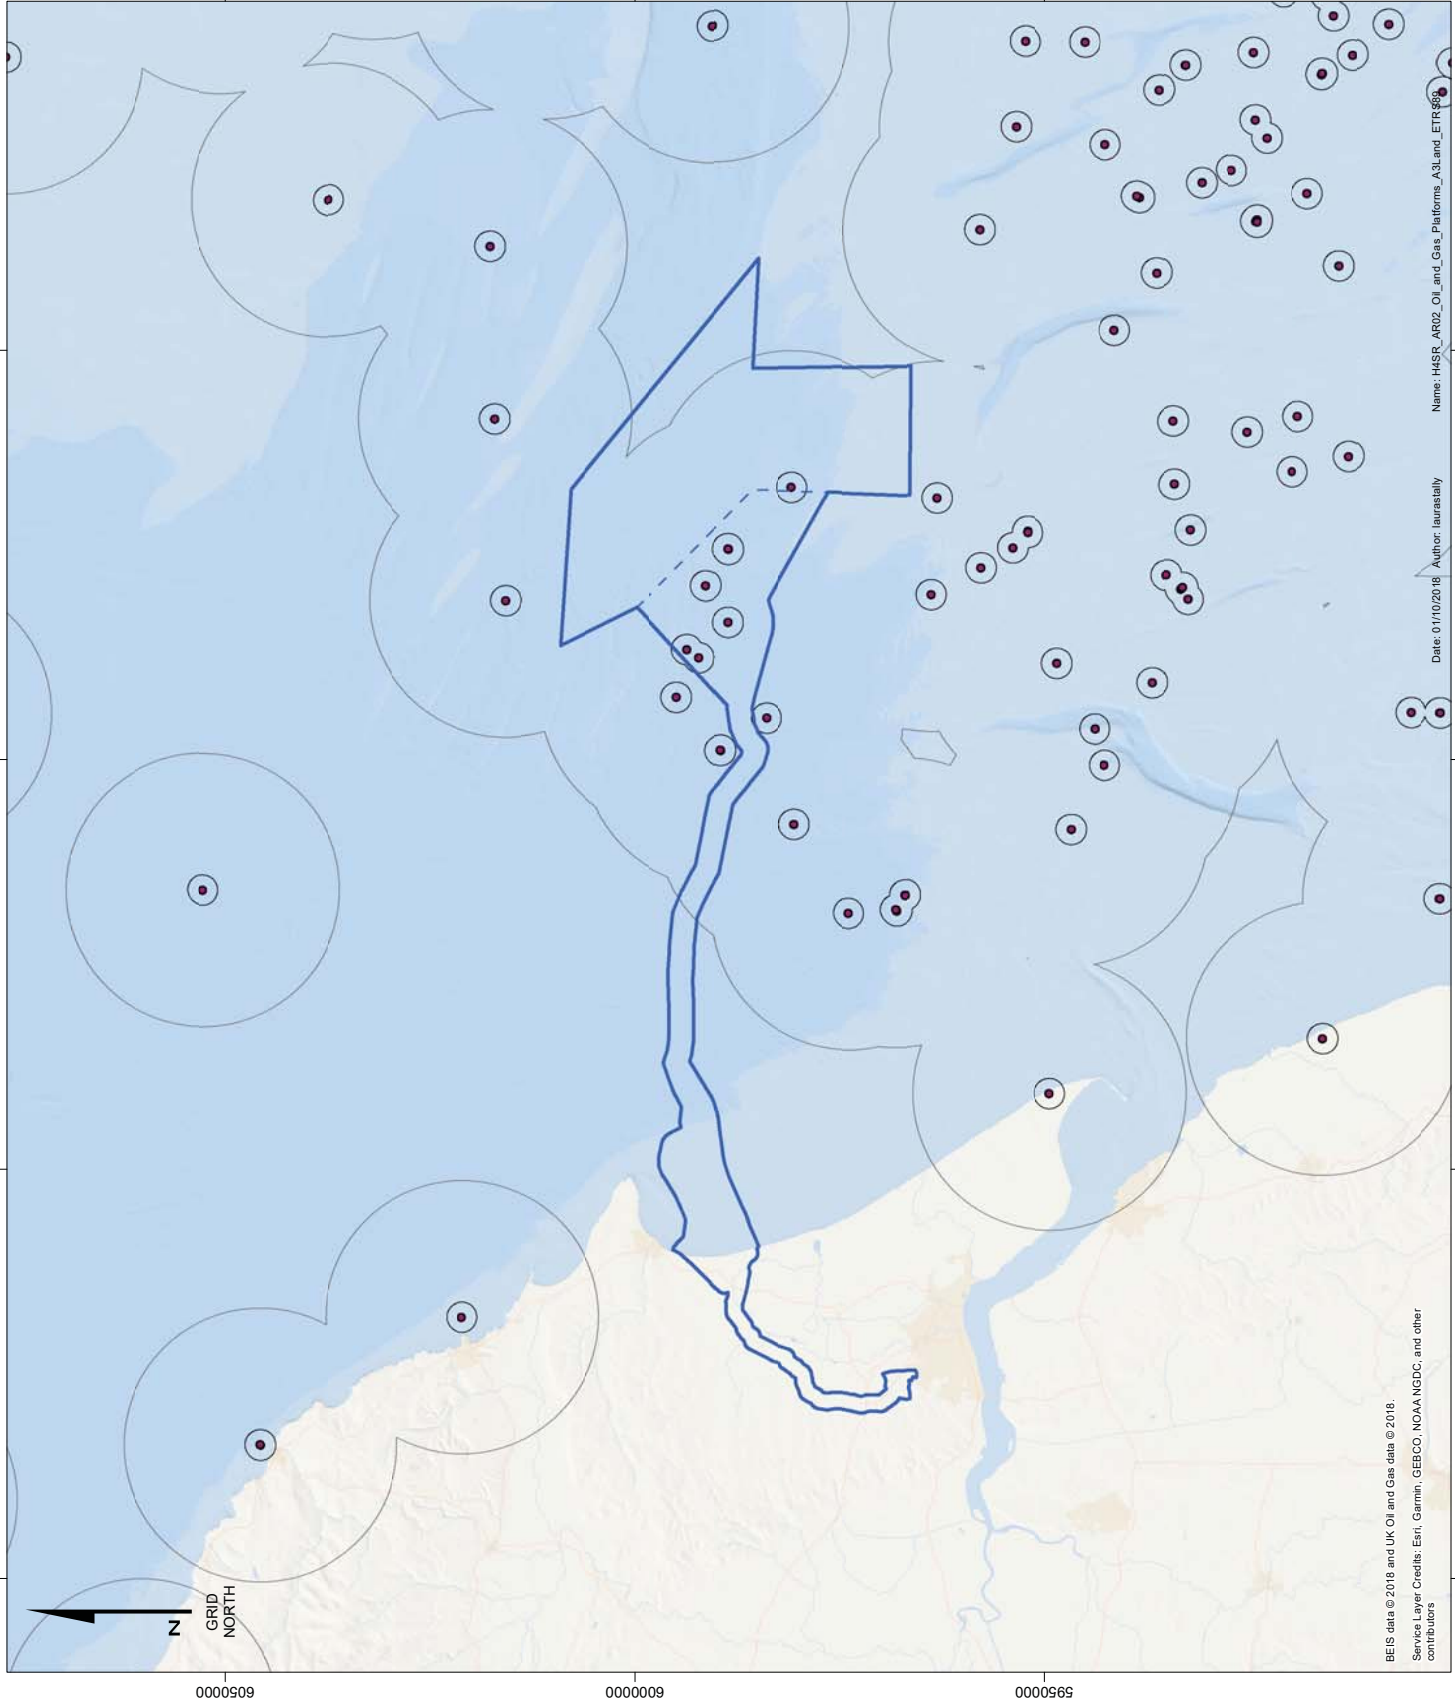 N
GRID
NORTH
6050000
6000000
5950000
BEIS data © 2018 and UK Oil and Gas data © 2018.
Service Layer Credits: Esri, Garmin, GEBCO, NOAA NGDC, and other
contributors
Date: 01/10/2018 Author: laurastally Name: H4SR_AR02_Oil_and_Gas_Platforms_A3Land_ETRS89